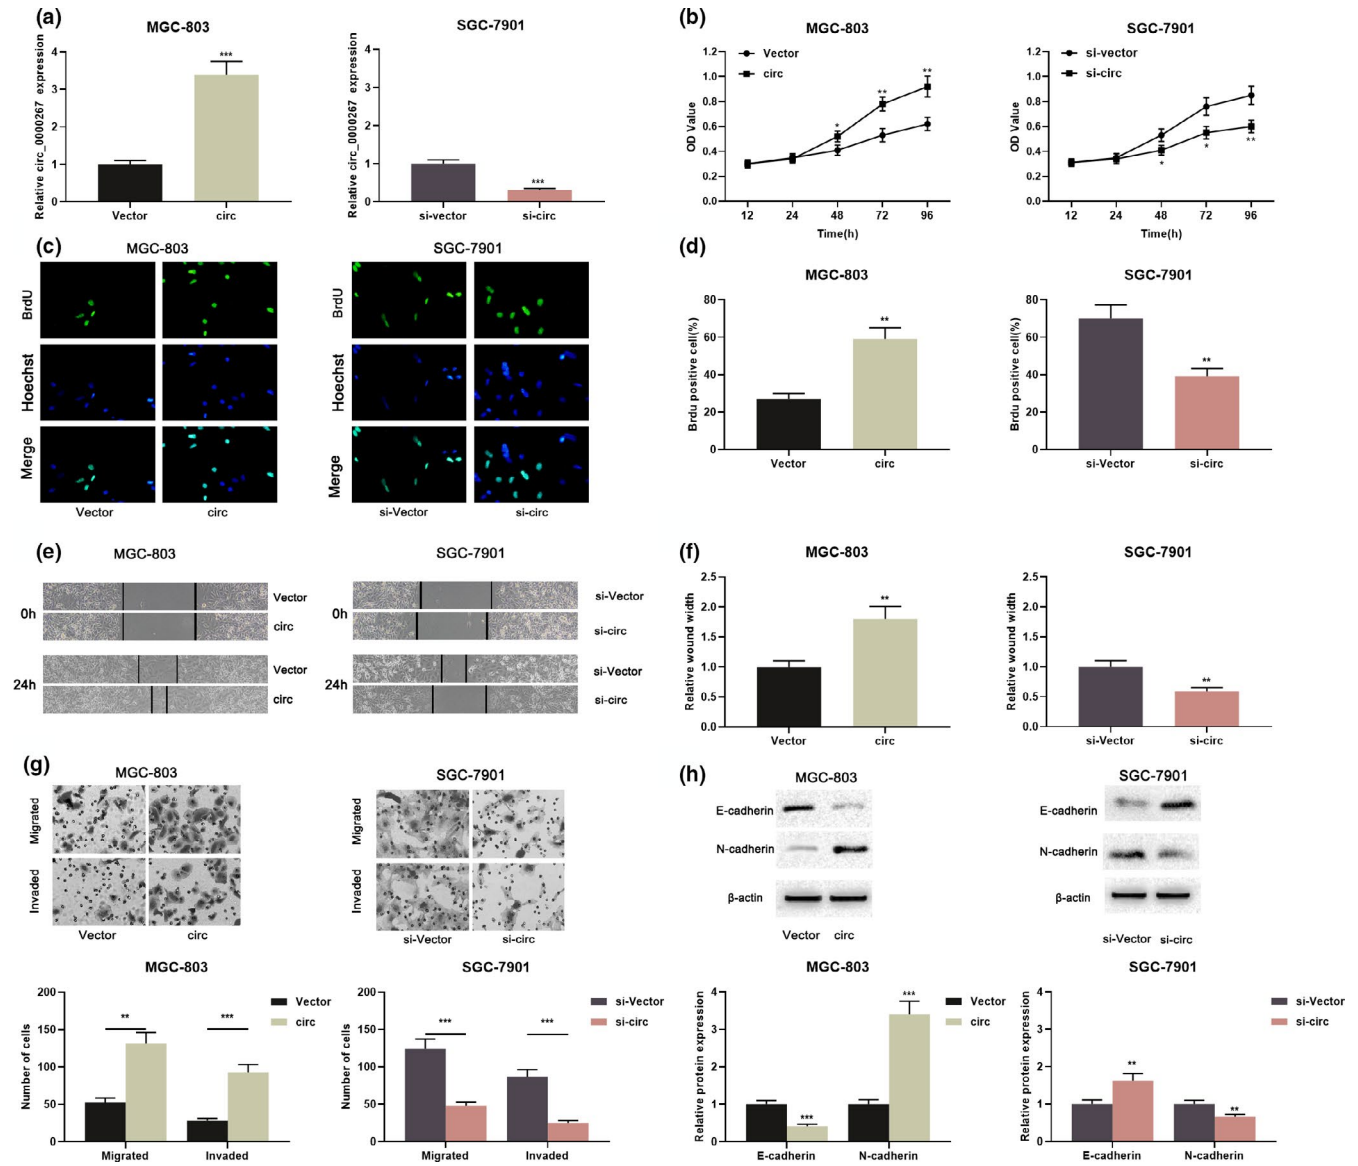 (a)
MGC-803
Relative circ_0000267 expression
4
3
2
1
0
***
Vector
circ
SGC-7901
Relative circ_0000267 expression
4
3
2
1
0
***
si-vector
si-circ
(b)
MGC-803
OD Value
1.2
1.0
0.8
0.6
0.4
0.2
0.0
Vector
circ
*
**
**
12 24 48 72 96
Time(h)
SGC-7901
OD Value
1.2
1.0
0.8
0.6
0.4
0.2
0.0
si-vector
si-circ
*
*
**
12 24 48 72 96
Time(h)
(c)
MGC-803
SGC-7901
BrdU
Hoechst
Merge
Vector
circ
BrdU
Hoechst
Merge
si-Vector
si-circ
(d)
MGC-803
Brdu positive cell(%)
80
60
40
20
0
**
Vector
circ
SGC-7901
Brdu positive cell(%)
80
60
40
20
0
**
si-Vector
si-circ
(e)
MGC-803
0h
Vector
circ
24h
Vector
circ
SGC-7901
0h
si-Vector
si-circ
24h
si-Vector
si-circ
(f)
MGC-803
Relative wound width
2.5
2.0
1.5
1.0
0.5
0.0
**
Vector
circ
SGC-7901
Relative wound width
2.5
2.0
1.5
1.0
0.5
0.0
**
si-Vector
si-circ
(g)
MGC-803
Migrated
Invaded
Vector
circ
SGC-7901
Migrated
Invaded
si-Vector
si-circ
MGC-803
Number of cells
200
150
100
50
0
Vector
circ
**
***
Migrated
Invaded
SGC-7901
Number of cells
200
150
100
50
0
si-Vector
si-circ
***
***
Migrated
Invaded
(h)
MGC-803
E-cadherin
N-cadherin
β-actin
Vector circ
SGC-7901
E-cadherin
N-cadherin
β-actin
si-Vector si-circ
MGC-803
Relative protein expression
4
3
2
1
0
Vector
circ
***
***
E-cadherin
N-cadherin
SGC-7901
Relative protein expression
4
3
2
1
0
si-Vector
si-circ
**
**
E-cadherin
N-cadherin